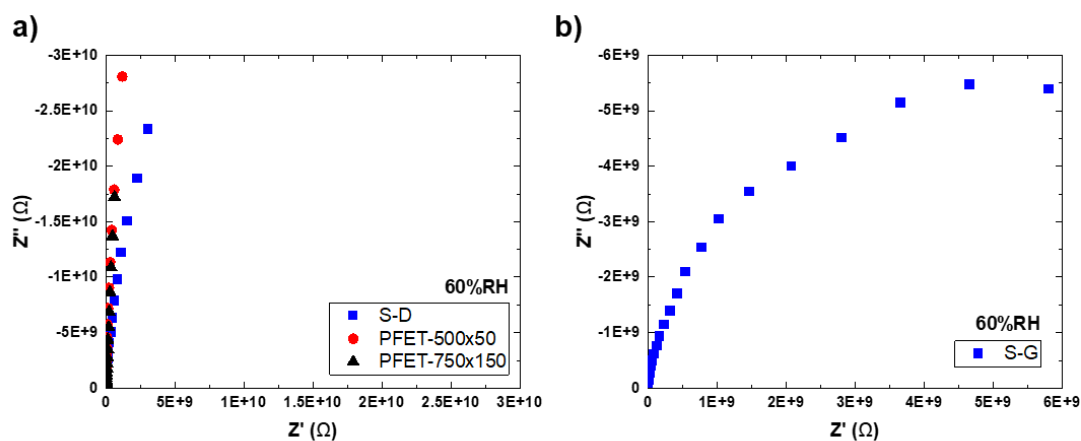 a)
-3E+10
-2.5E+10
-2E+10
-1.5E+10
-1E+10
-5E+9
0
Z'' (Ω)
0
5E+9
1E+10
1.5E+10
2E+10
2.5E+10
3E+10
Z' (Ω)
60%RH
S-D
PFET-500x50
PFET-750x150
b)
-6E+9
-5E+9
-4E+9
-3E+9
-2E+9
-1E+9
0
Z'' (Ω)
0
1E+9
2E+9
3E+9
4E+9
5E+9
6E+9
Z' (Ω)
60%RH
S-G